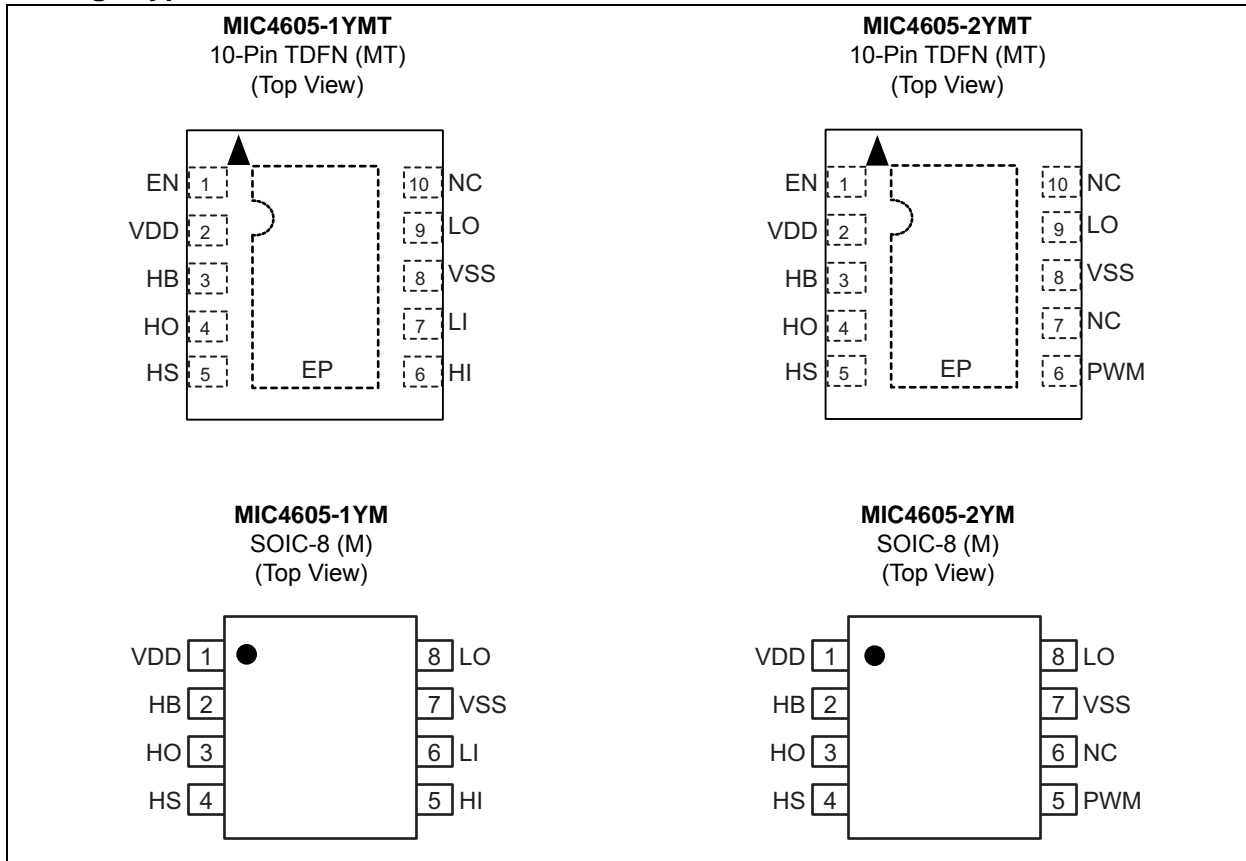 MIC4605-1YMT
10-Pin TDFN (MT)
(Top View)
EN 1 10 NC
VDD 2 9 LO
HB 3 8 VSS
HO 4 7 LI
HS 5 EP 6 HI
MIC4605-2YMT
10-Pin TDFN (MT)
(Top View)
EN 1 10 NC
VDD 2 9 LO
HB 3 8 VSS
HO 4 7 NC
HS 5 EP 6 PWM
MIC4605-1YM
SOIC-8 (M)
(Top View)
VDD 1 8 LO
HB 2 7 VSS
HO 3 6 LI
HS 4 5 HI
MIC4605-2YM
SOIC-8 (M)
(Top View)
VDD 1 8 LO
HB 2 7 VSS
HO 3 6 NC
HS 4 5 PWM